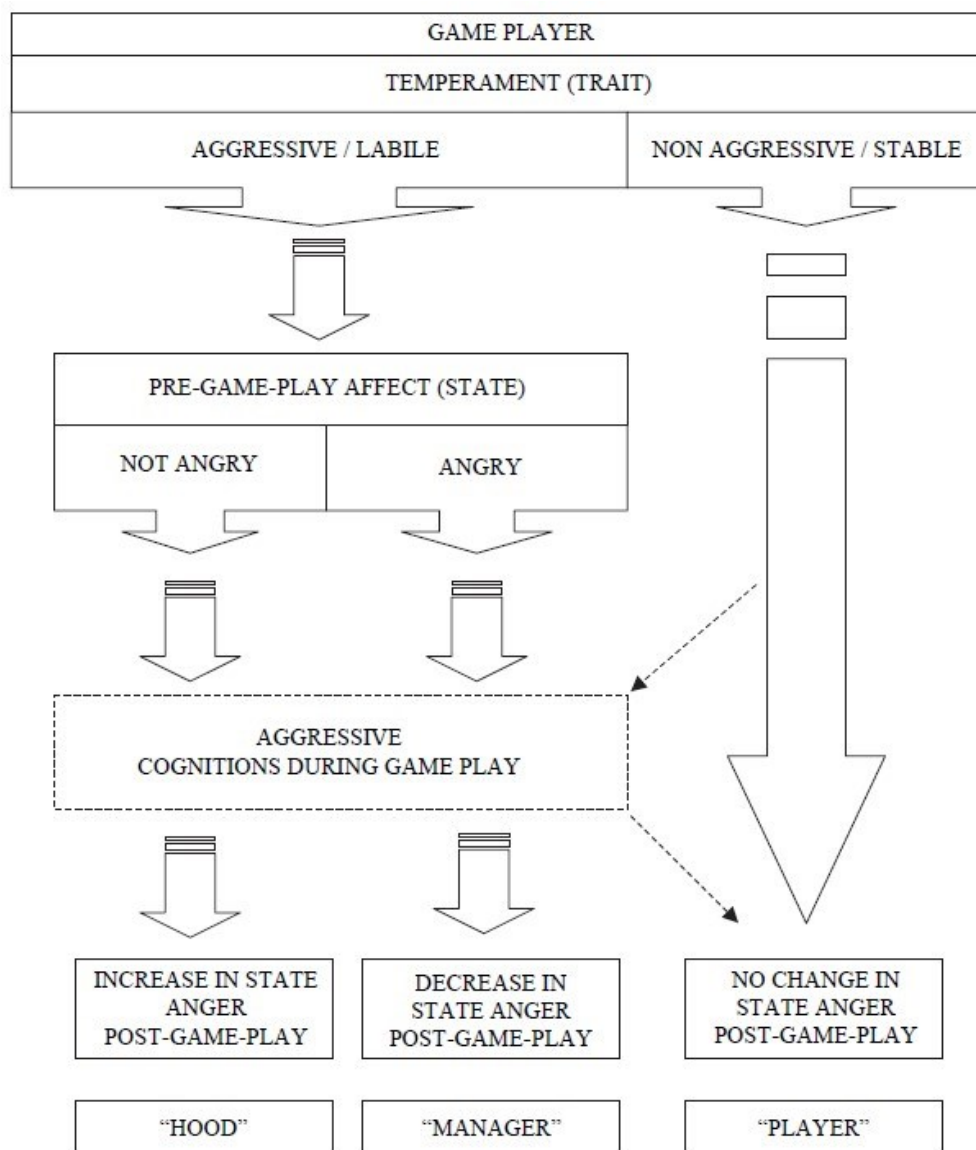 GAME PLAYER
TEMPERAMENT (TRAIT)
AGGRESSIVE / LABILE
NON AGGRESSIVE / STABLE
PRE-GAME-PLAY AFFECT (STATE)
NOT ANGRY
ANGRY
AGGRESSIVE
COGNITIONS DURING GAME PLAY
INCREASE IN STATE
ANGER
POST-GAME-PLAY
DECREASE IN
STATE ANGER
POST-GAME-PLAY
NO CHANGE IN
STATE ANGER
POST-GAME-PLAY
“HOOD”
“MANAGER”
“PLAYER”